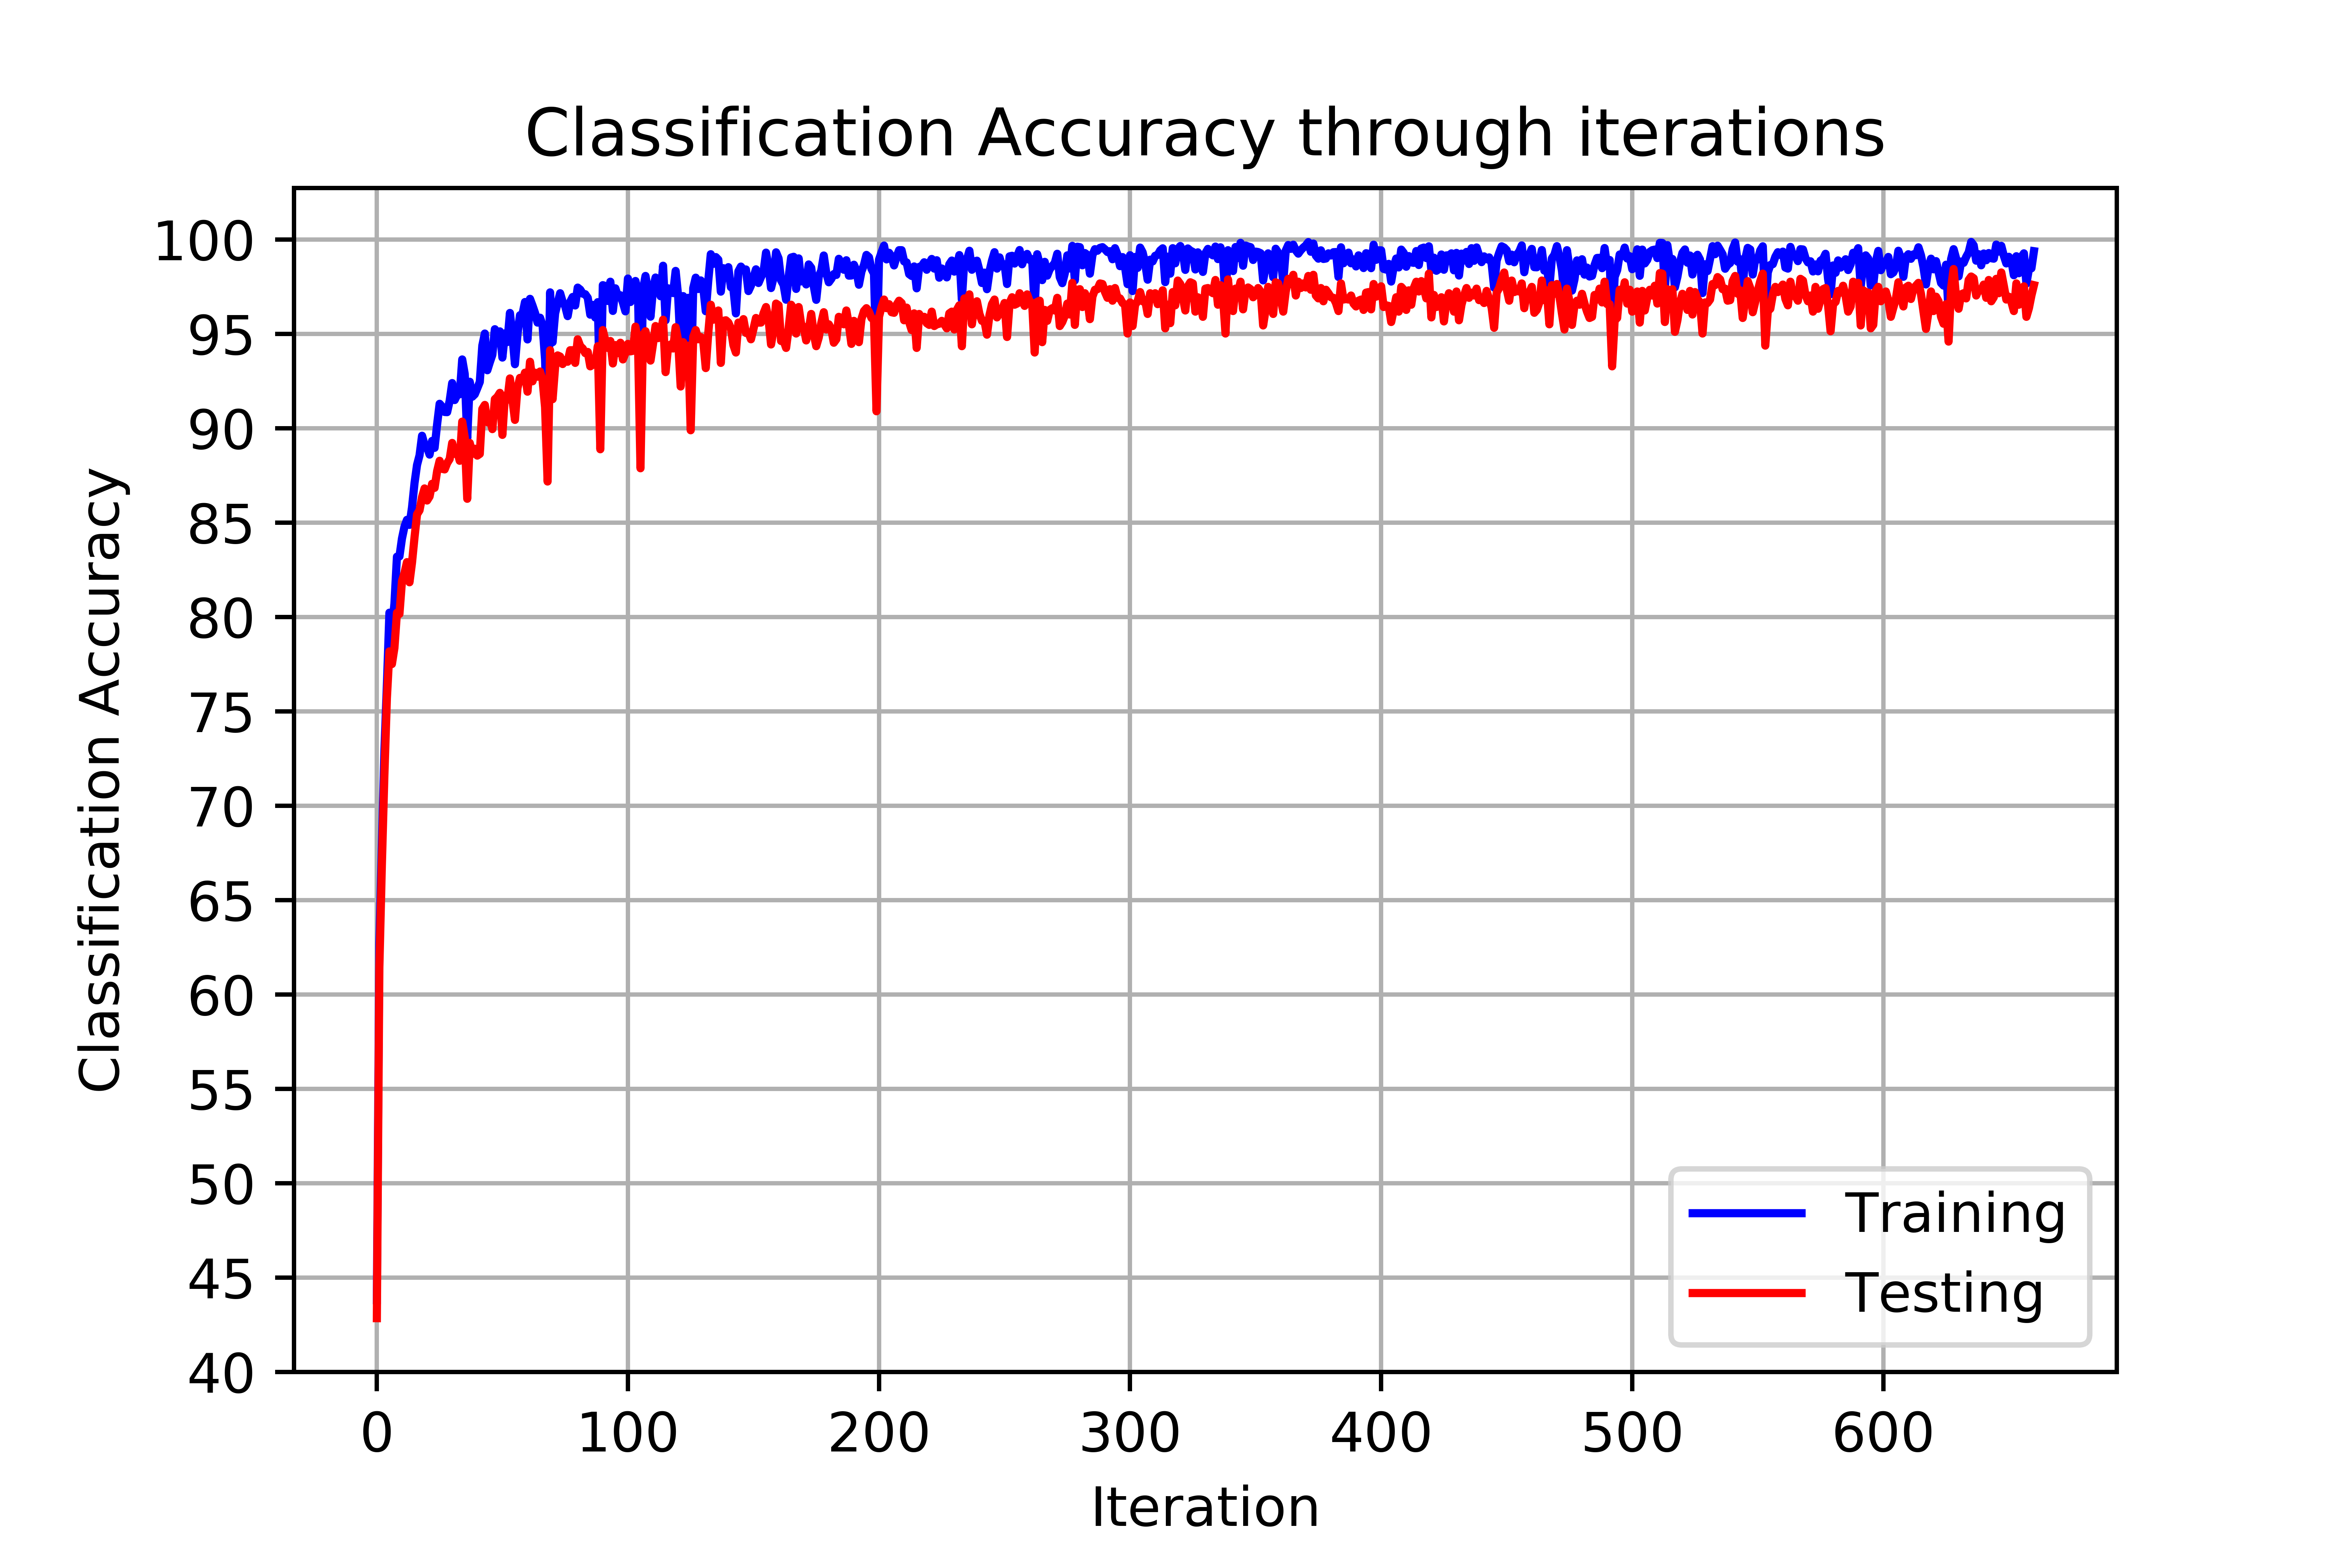 Classification Accuracy through iterations
Classification Accuracy
100
95
90
85
80
75
70
65
60
55
50
45
40
Training
Testing
0 100 200 300 400 500 600
Iteration